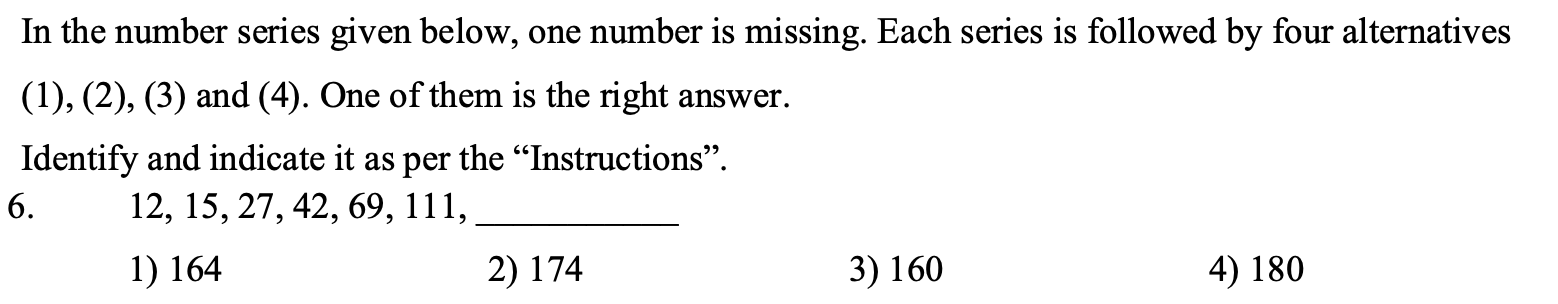 In the number series given below, one number is missing. Each series is followed by four alternatives
(1), (2), (3) and (4). One of them is the right answer.
Identify and indicate it as per the “Instructions”.
6. 12, 15, 27, 42, 69, 111, ___________
1) 164 2) 174 3) 160 4) 180